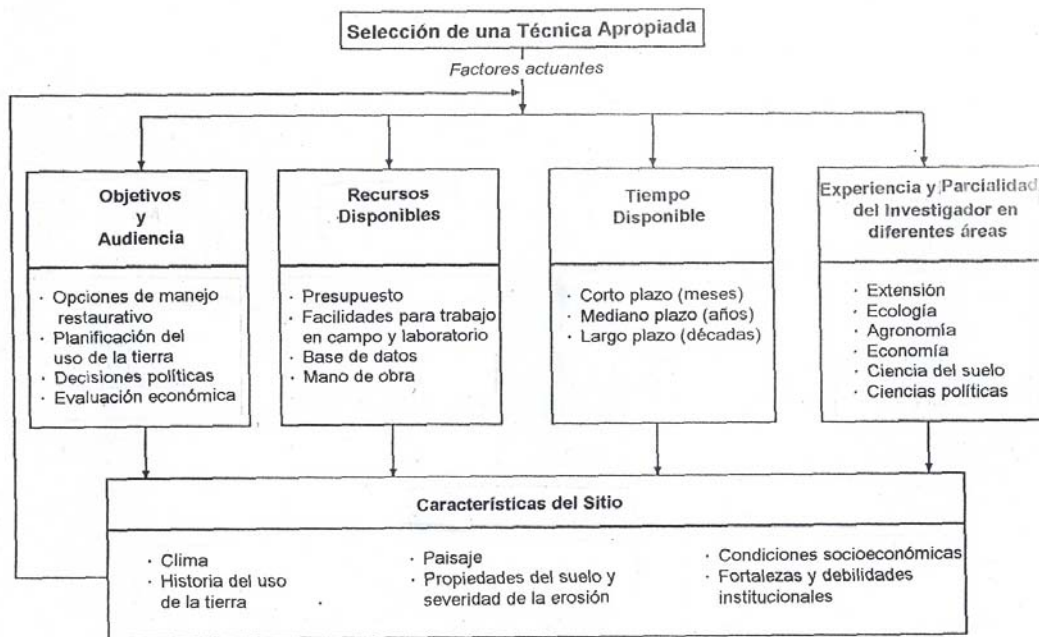 Selección de una Técnica Apropiada
Factores actuantes
Objetivos
y
Audiencia
· Opciones de manejo
restaurativo
· Planificación del
uso de la tierra
· Decisiones políticas
· Evaluación económica
Recursos
Disponibles
· Presupuesto
· Facilidades para trabajo
en campo y laboratorio
· Base de datos
· Mano de obra
Tiempo
Disponible
· Corto plazo (meses)
· Mediano plazo (años)
· Largo plazo (décadas)
Experiencia y Parcialidad
del Investigador en
diferentes áreas
· Extensión
· Ecología
· Agronomía
· Economía
· Ciencia del suelo
· Ciencias políticas
Características del Sitio
· Clima
· Historia del uso
de la tierra
· Paisaje
· Propiedades del suelo y
severidad de la erosión
· Condiciones socioeconómicas
· Fortalezas y debilidades
institucionales